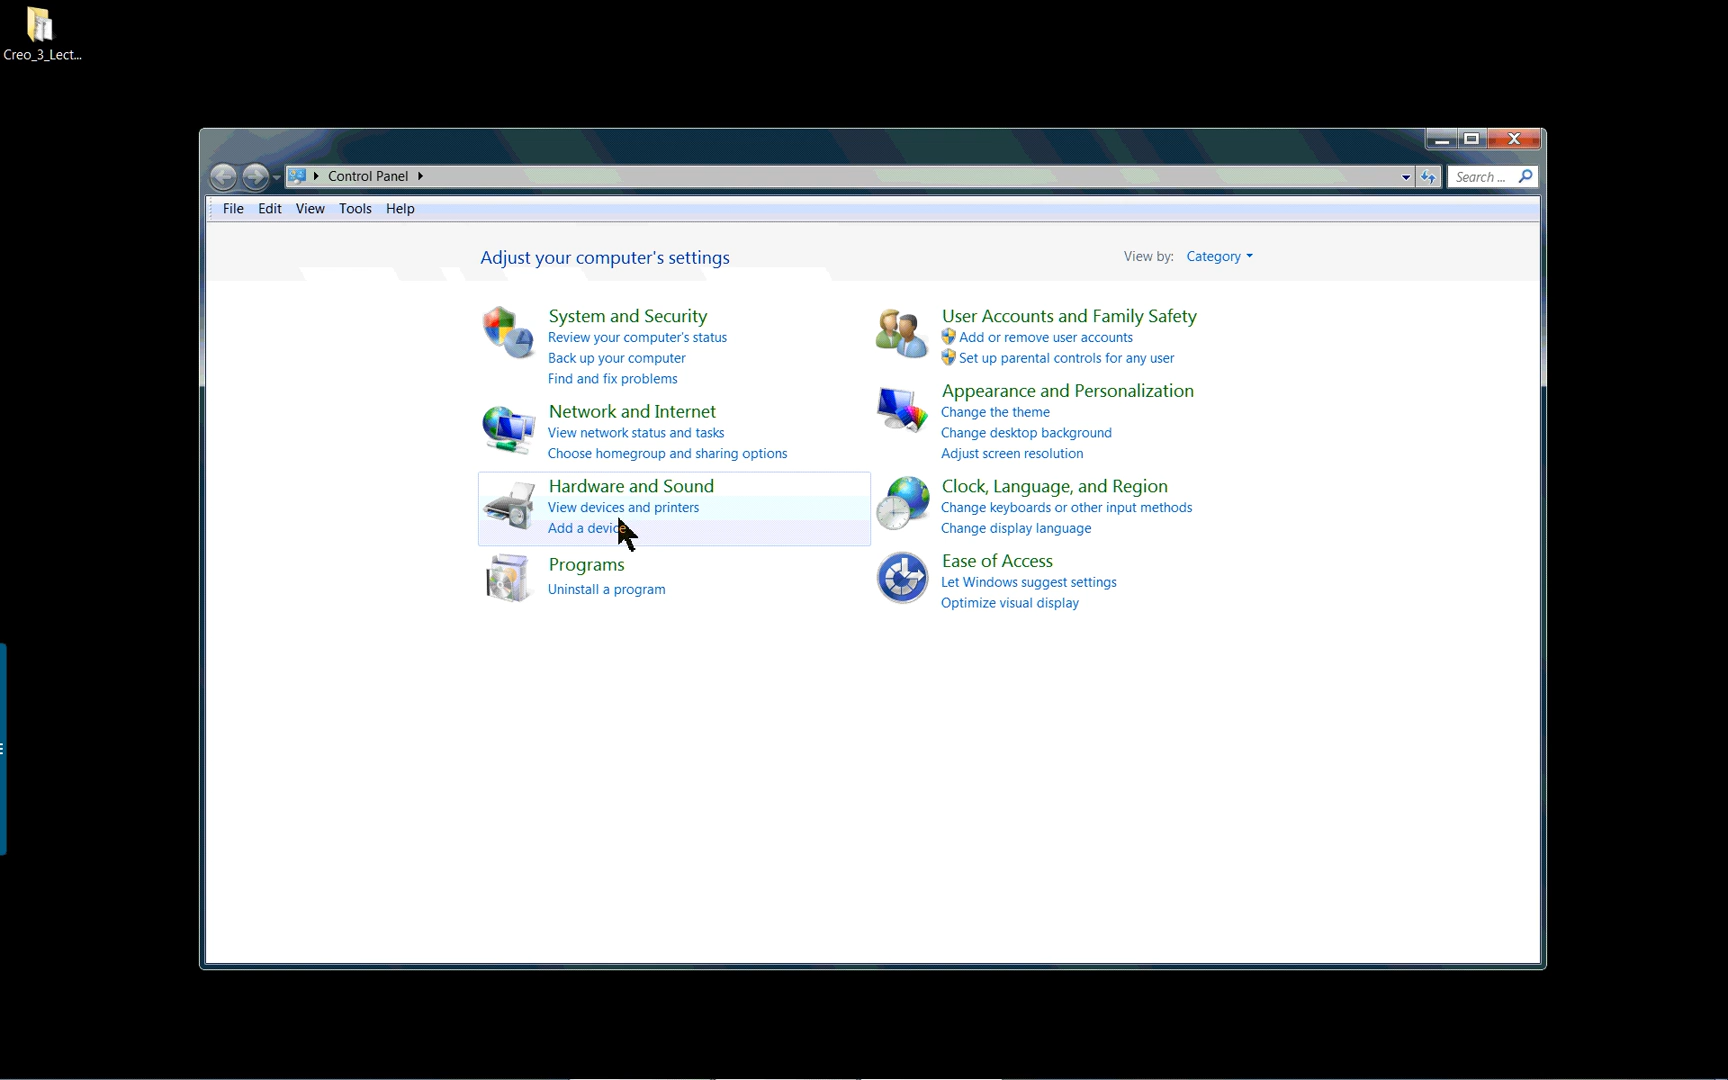 Creo_3_Lect...
Control Panel
Search ...
File Edit View Tools Help
Adjust your computer's settings
View by: Category
System and Security
Review your computer's status
Back up your computer
Find and fix problems
Network and Internet
View network status and tasks
Choose homegroup and sharing options
Hardware and Sound
View devices and printers
Add a device
Programs
Uninstall a program
User Accounts and Family Safety
Add or remove user accounts
Set up parental controls for any user
Appearance and Personalization
Change the theme
Change desktop background
Adjust screen resolution
Clock, Language, and Region
Change keyboards or other input methods
Change display language
Ease of Access
Let Windows suggest settings
Optimize visual display